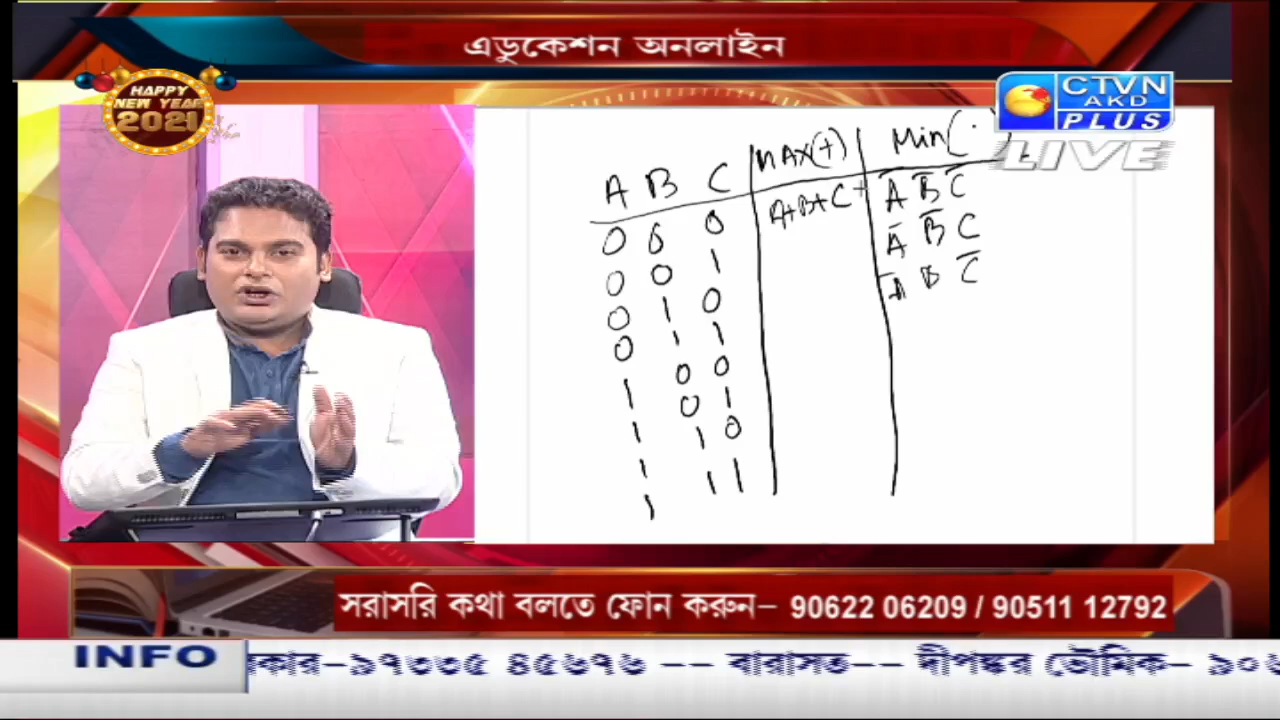 এডুকেশন অনলাইন
HAPPY
NEW YEAR
2021
CTVN
AKD
PLUS
LIVE
A B C MAX(+) Min(·)
0 0 0 A+B+C A̅ B̅ C̅
0 0 1 A̅ B̅ C
0 1 0 A̅ B C̅
0 1 1
1 0 0
1 0 1
1 1 0
1 1 1
সরাসরি কথা বলতে ফোন করুন– 90622 06209 / 90511 12792
INFO
কার–১৭৩৩৫ ৪৫৬৭৬ -- বারাসত-- দীপঙ্কর ভৌমিক– ৯০